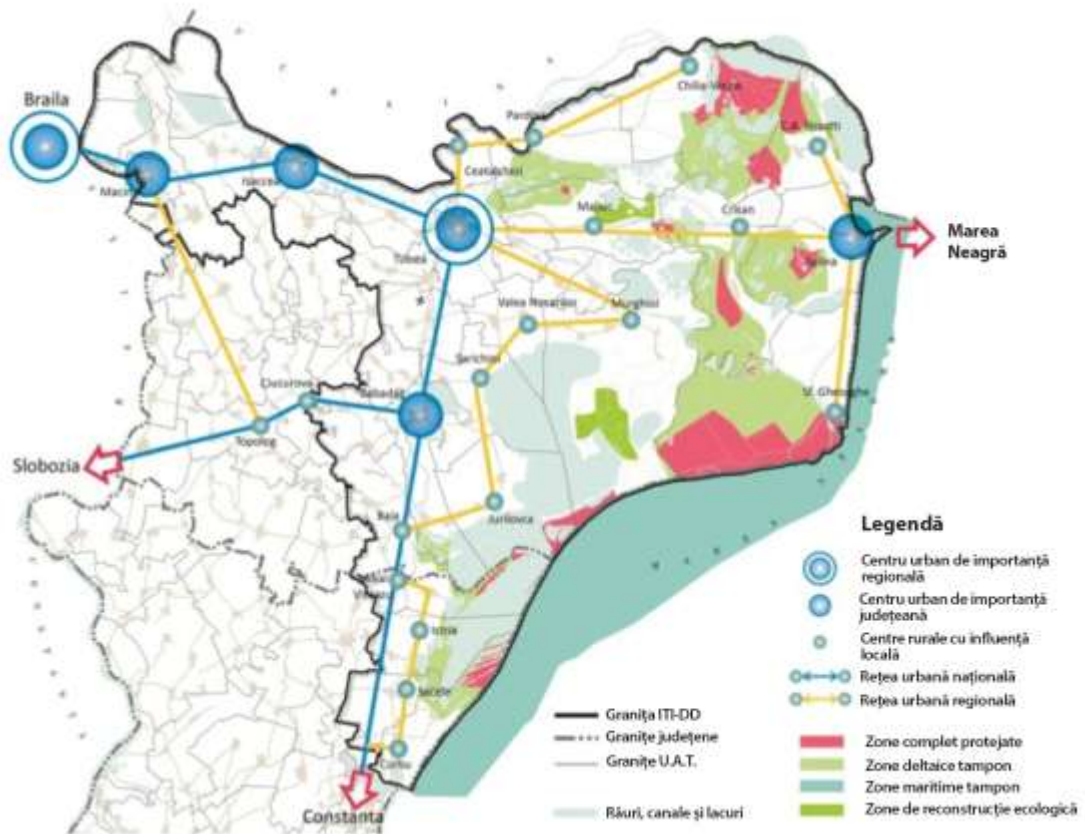 Braila
Chilia Veche
Pardina
C.A. Rosetti
Ceatalchioi
Macin
Isaccea
Maliuc
Crisan
Marea
Neagră
Tulcea
Sulina
Valea Nucarilor
Murghiol
Sarichioi
Ciucurova
Babadag
Sf. Gheorghe
Topolog
Slobozia
Jurilovca
Baia
Istria
Sacele
Corbu
Constanta
Legendă
Centru urban de importanță
regională
Centru urban de importanță
județeană
Centre rurale cu influență
locală
Rețea urbană națională
Rețea urbană regională
Granița ITI-DD
Granițe județene
Granițe U.A.T.
Râuri, canale și lacuri
Zone complet protejate
Zone deltaice tampon
Zone maritime tampon
Zone de reconstrucție ecologică